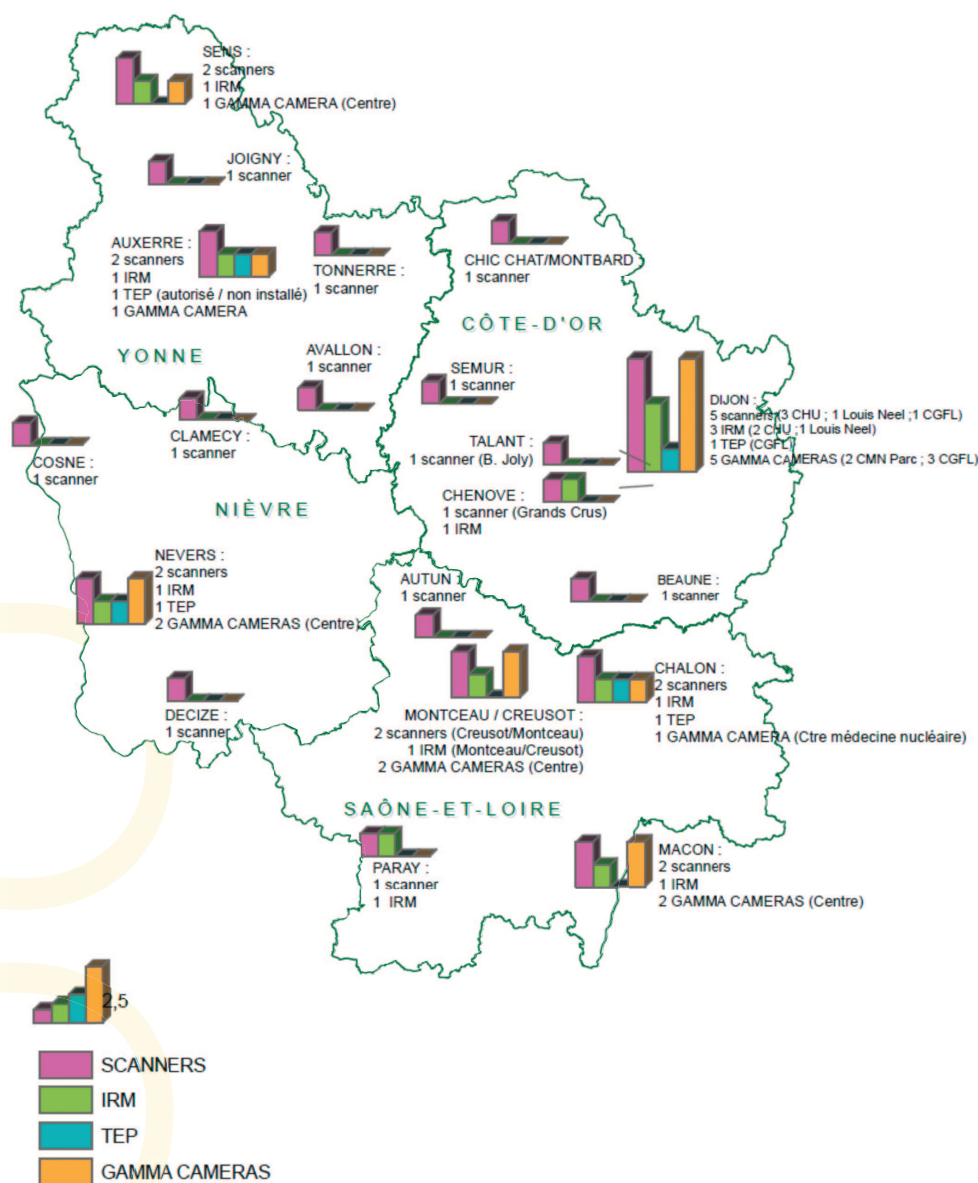 SENS :
2 scanners
1 IRM
1 GAMMA CAMERA (Centre)
JOIGNY :
1 scanner
AUXERRE :
2 scanners
1 IRM
1 TEP (autorisé / non installé)
1 GAMMA CAMERA
TONNERRE :
1 scanner
CHIC CHAT/MONTBARD
1 scanner
CÔTE-D'OR
YONNE
AVALLON :
1 scanner
SEMUR :
1 scanner
DIJON :
5 scanners (3 CHU ; 1 Louis Neel ;1 CGFL)
3 IRM (2 CHU ;1 Louis Neel)
1 TEP (CGFL)
5 GAMMA CAMERAS (2 CMN Parc ; 3 CGFL)
CLAMECY :
1 scanner
COSNE :
1 scanner
TALANT :
1 scanner (B. Joly)
CHENOVE :
1 scanner (Grands Crus)
1 IRM
NIÈVRE
NEVERS :
2 scanners
1 IRM
1 TEP
2 GAMMA CAMERAS (Centre)
AUTUN :
1 scanner
BEAUNE :
1 scanner
CHALON :
2 scanners
1 IRM
1 TEP
1 GAMMA CAMERA (Ctre médecine nucléaire)
DECIZE :
1 scanner
MONTCEAU / CREUSOT :
2 scanners (Creusot/Montceau)
1 IRM (Montceau/Creusot)
2 GAMMA CAMERAS (Centre)
SAÔNE-ET-LOIRE
PARAY :
1 scanner
1 IRM
MACON :
2 scanners
1 IRM
2 GAMMA CAMERAS (Centre)
2,5
SCANNERS
IRM
TEP
GAMMA CAMERAS